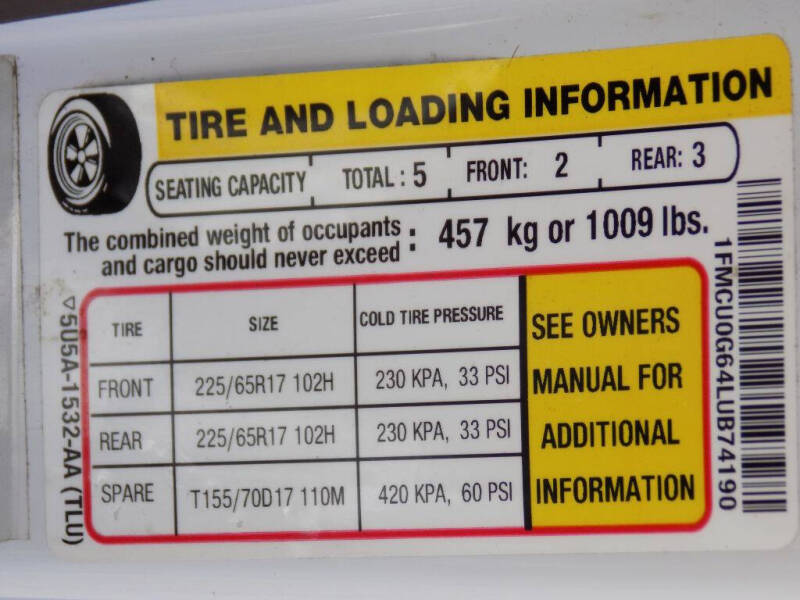 TIRE AND LOADING INFORMATION
SEATING CAPACITY TOTAL : 5 FRONT: 2 REAR: 3
The combined weight of occupants
and cargo should never exceed : 457 kg or 1009 lbs.
TIRE SIZE COLD TIRE PRESSURE
FRONT 225/65R17 102H 230 KPA, 33 PSI
REAR 225/65R17 102H 230 KPA, 33 PSI
SPARE T155/70D17 110M 420 KPA, 60 PSI
SEE OWNERS
MANUAL FOR
ADDITIONAL
INFORMATION
▽5U5A-1532-AA (TLU)
1FMCU0G64LUB74190